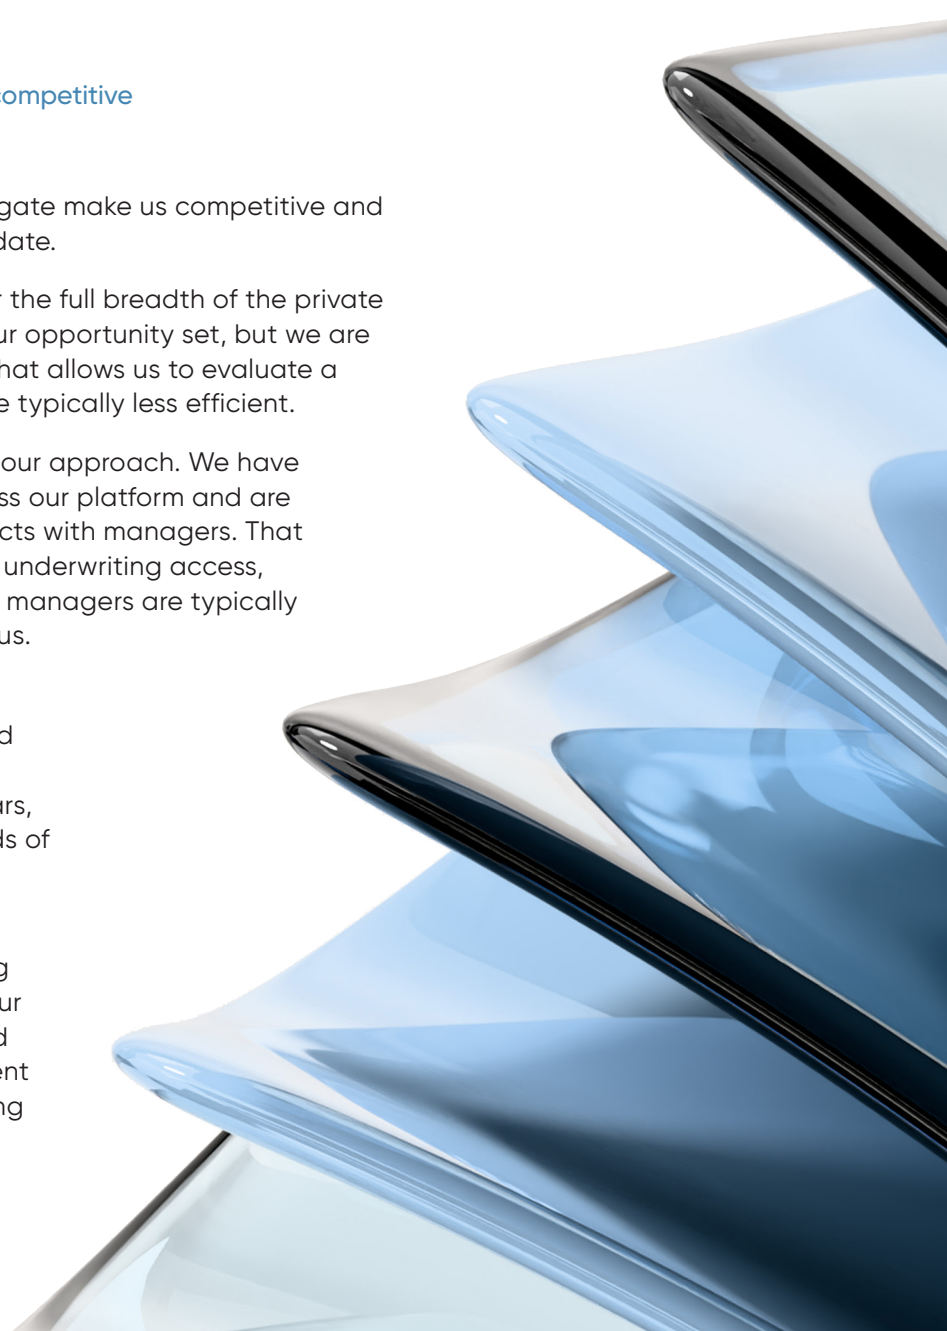 competitive
gate make us competitive and
date.
r the full breadth of the private
ur opportunity set, but we are
hat allows us to evaluate a
e typically less efficient.
our approach. We have
ss our platform and are
cts with managers. That
underwriting access,
managers are typically
us.
d
ars,
ds of
g
ur
d
ent
ng